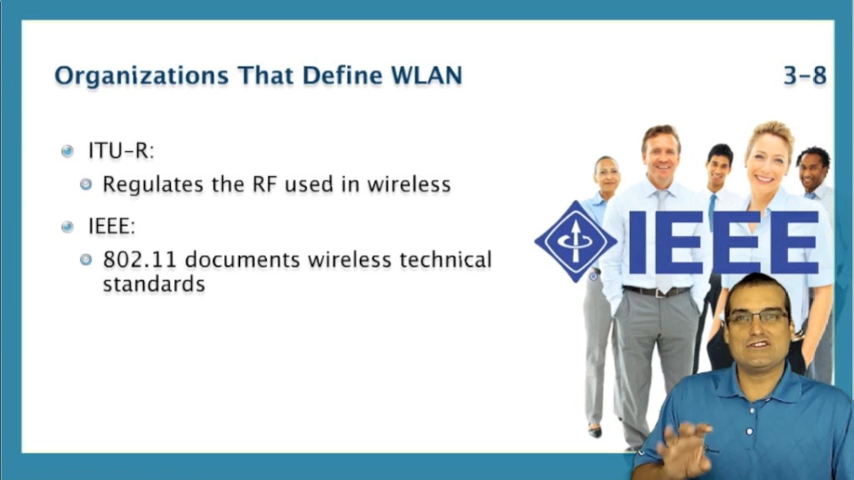 Organizations That Define WLAN
3-8
ITU-R:
Regulates the RF used in wireless
IEEE:
802.11 documents wireless technical
standards
IEEE